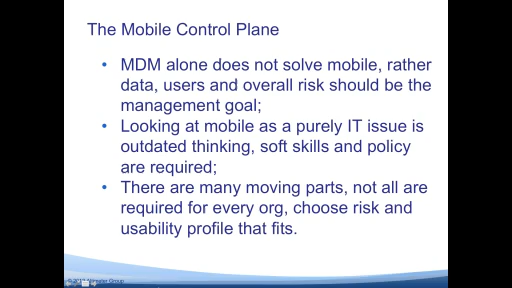 The Mobile Control Plane
• MDM alone does not solve mobile, rather
data, users and overall risk should be the
management goal;
• Looking at mobile as a purely IT issue is
outdated thinking, soft skills and policy
are required;
• There are many moving parts, not all are
required for every org, choose risk and
usability profile that fits.
Group